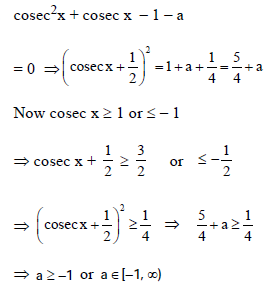 cosec²x + cosec x − 1 − a
= 0 ⇒ (cosec x + 1/2)² = 1 + a + 1/4 = 5/4 + a
Now cosec x ≥ 1 or ≤ − 1
⇒ cosec x + 1/2 ≥ 3/2 or ≤ −1/2
⇒ (cosec x + 1/2)² ≥ 1/4 ⇒ 5/4 + a ≥ 1/4
⇒ a ≥ −1 or a ∈ [−1, ∞)